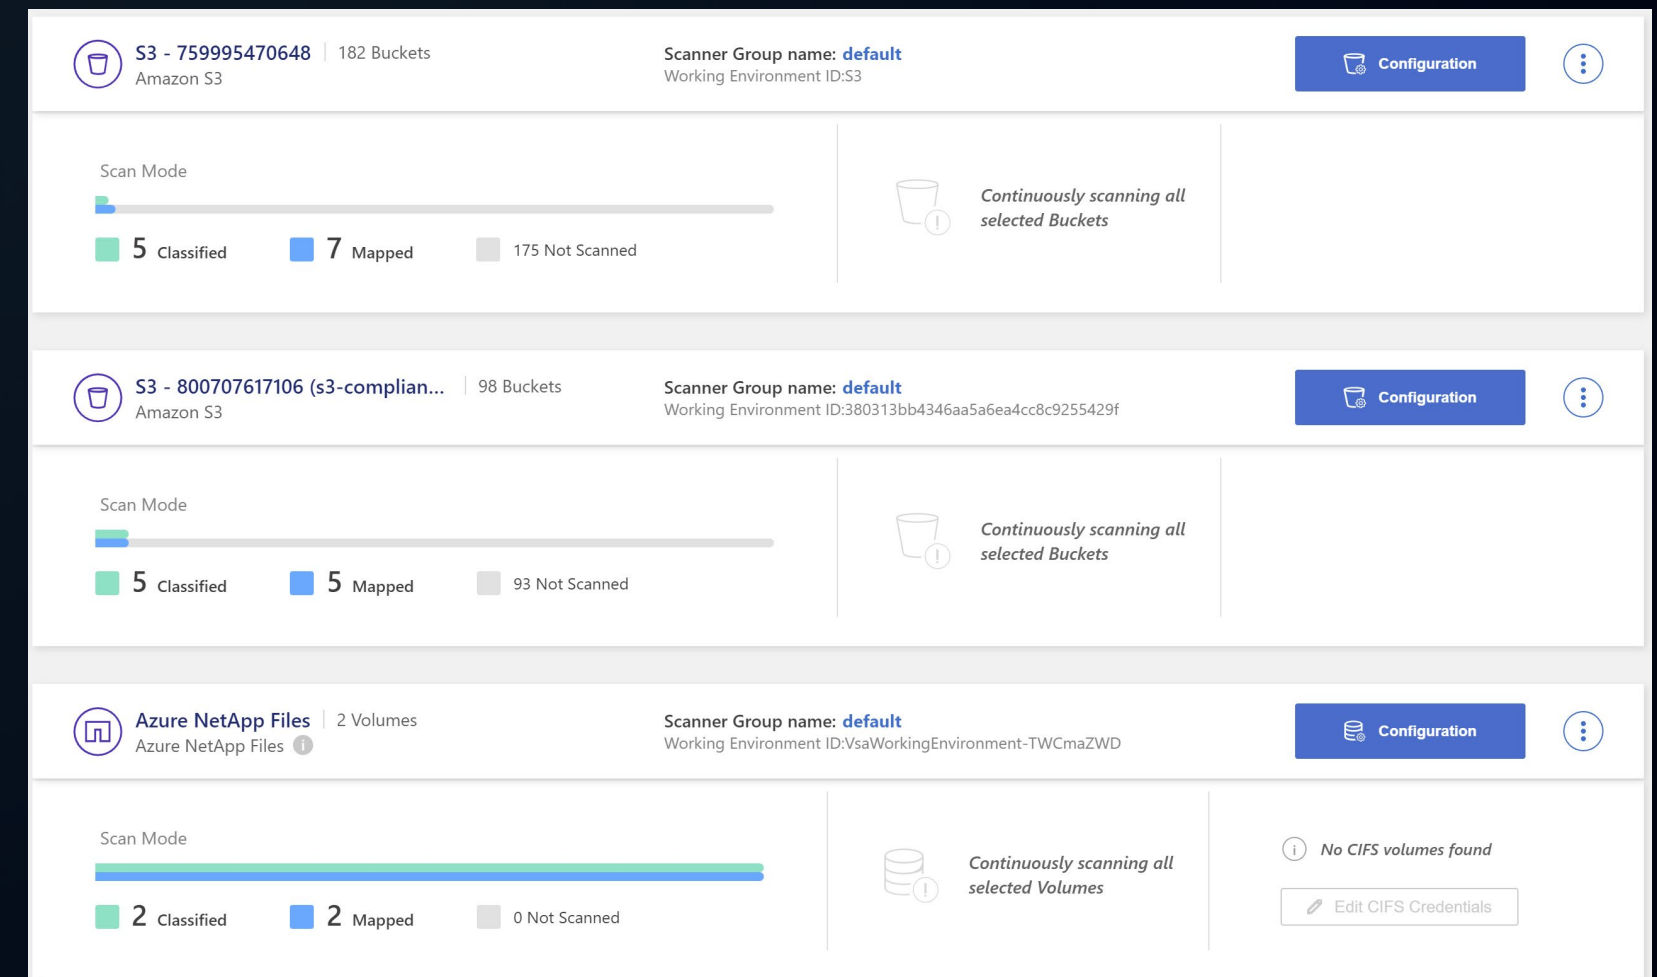 S3 - 759995470648 182 Buckets
Amazon S3
Scanner Group name: default
Working Environment ID:S3
Configuration
Scan Mode
5 Classified 7 Mapped 175 Not Scanned
Continuously scanning all
selected Buckets
S3 - 800707617106 (s3-complian... 98 Buckets
Amazon S3
Scanner Group name: default
Working Environment ID:380313bb4346aa5a6ea4cc8c9255429f
Configuration
Scan Mode
5 Classified 5 Mapped 93 Not Scanned
Continuously scanning all
selected Buckets
Azure NetApp Files 2 Volumes
Azure NetApp Files
Scanner Group name: default
Working Environment ID:VsaWorkingEnvironment-TWCmaZWD
Configuration
Scan Mode
2 Classified 2 Mapped 0 Not Scanned
Continuously scanning all
selected Volumes
No CIFS volumes found
Edit CIFS Credentials